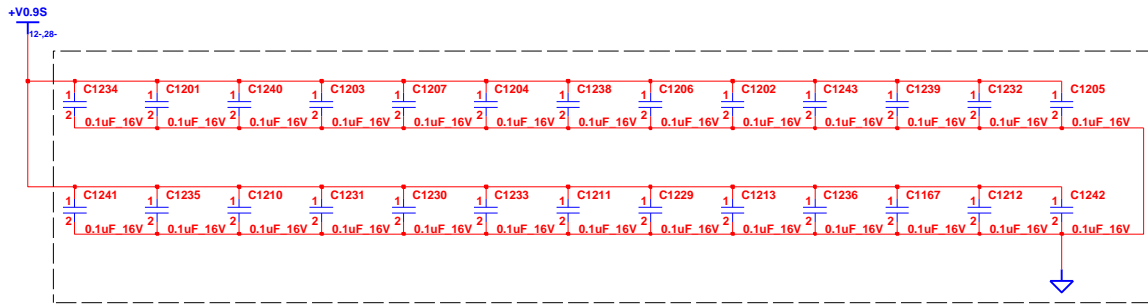 +V0.9S
12-,28-
C1234 C1201 C1240 C1203 C1207 C1204 C1238 C1206 C1202 C1243 C1239 C1232 C1205
1 1 1 1 1 1 1 1 1 1 1 1 1
2 2 2 2 2 2 2 2 2 2 2 2 2
0.1uF_16V 0.1uF_16V 0.1uF_16V 0.1uF_16V 0.1uF_16V 0.1uF_16V 0.1uF_16V 0.1uF_16V 0.1uF_16V 0.1uF_16V 0.1uF_16V 0.1uF_16V 0.1uF_16V
C1241 C1235 C1210 C1231 C1230 C1233 C1211 C1229 C1213 C1236 C1167 C1212 C1242
1 1 1 1 1 1 1 1 1 1 1 1 1
2 2 2 2 2 2 2 2 2 2 2 2 2
0.1uF_16V 0.1uF_16V 0.1uF_16V 0.1uF_16V 0.1uF_16V 0.1uF_16V 0.1uF_16V 0.1uF_16V 0.1uF_16V 0.1uF_16V 0.1uF_16V 0.1uF_16V 0.1uF_16V